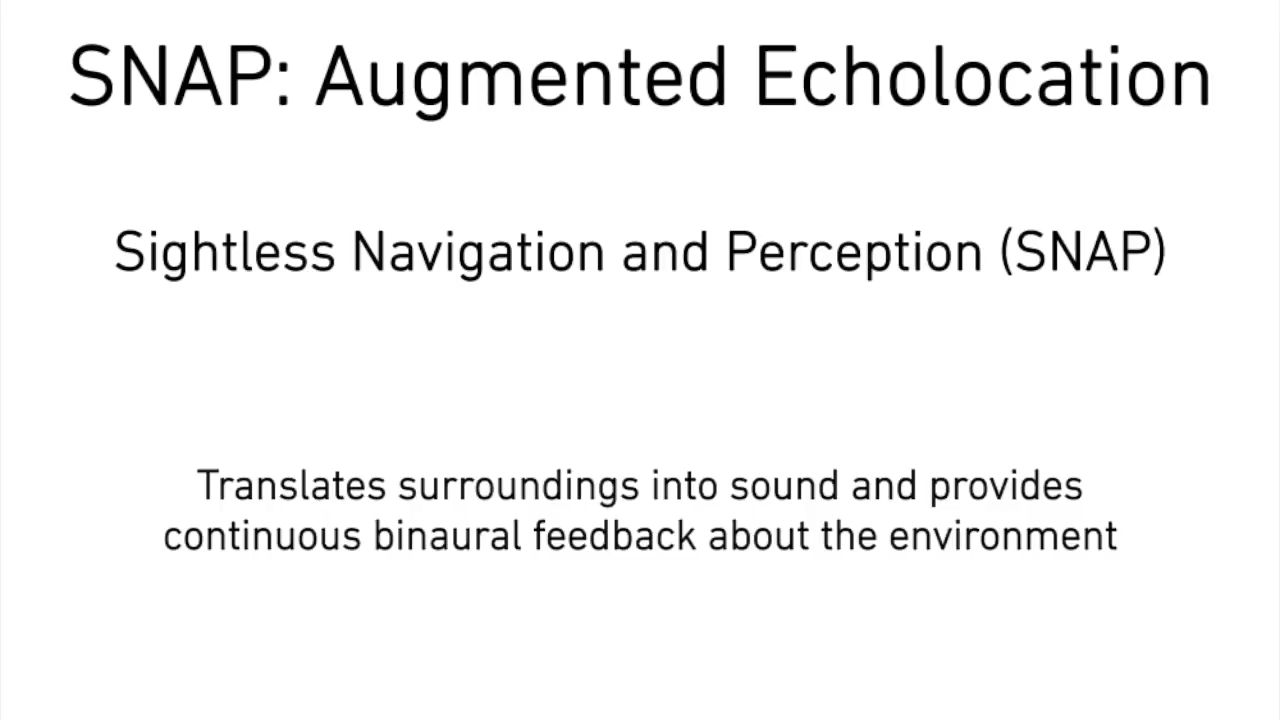 SNAP: Augmented Echolocation
Sightless Navigation and Perception (SNAP)
Translates surroundings into sound and provides
continuous binaural feedback about the environment